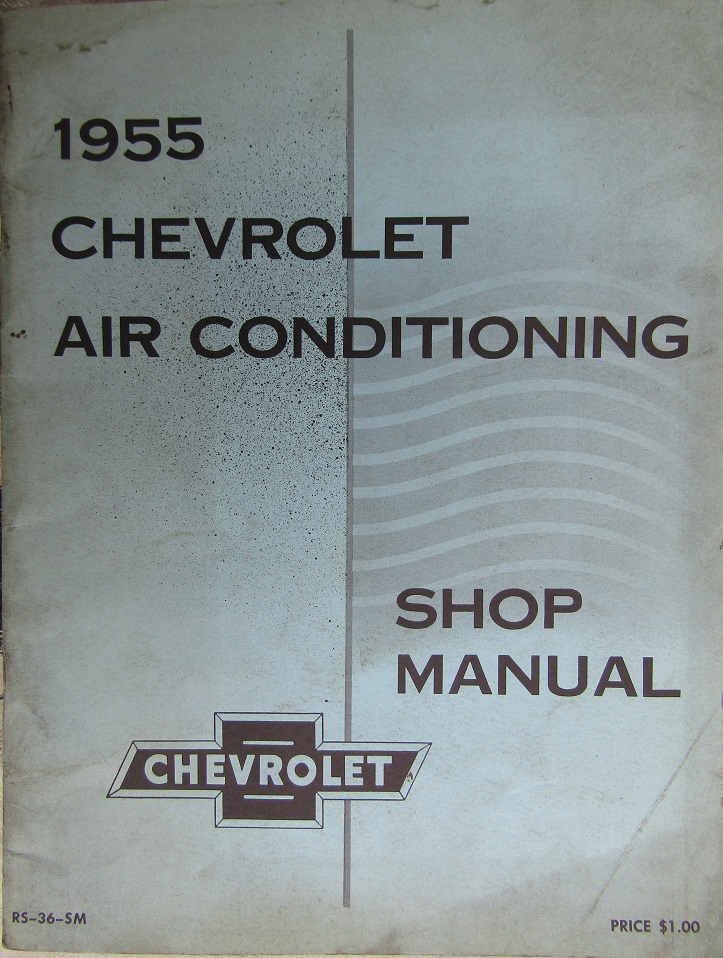 1955
CHEVROLET
AIR CONDITIONING
SHOP
MANUAL
CHEVROLET
RS-36-SM
PRICE $1.00